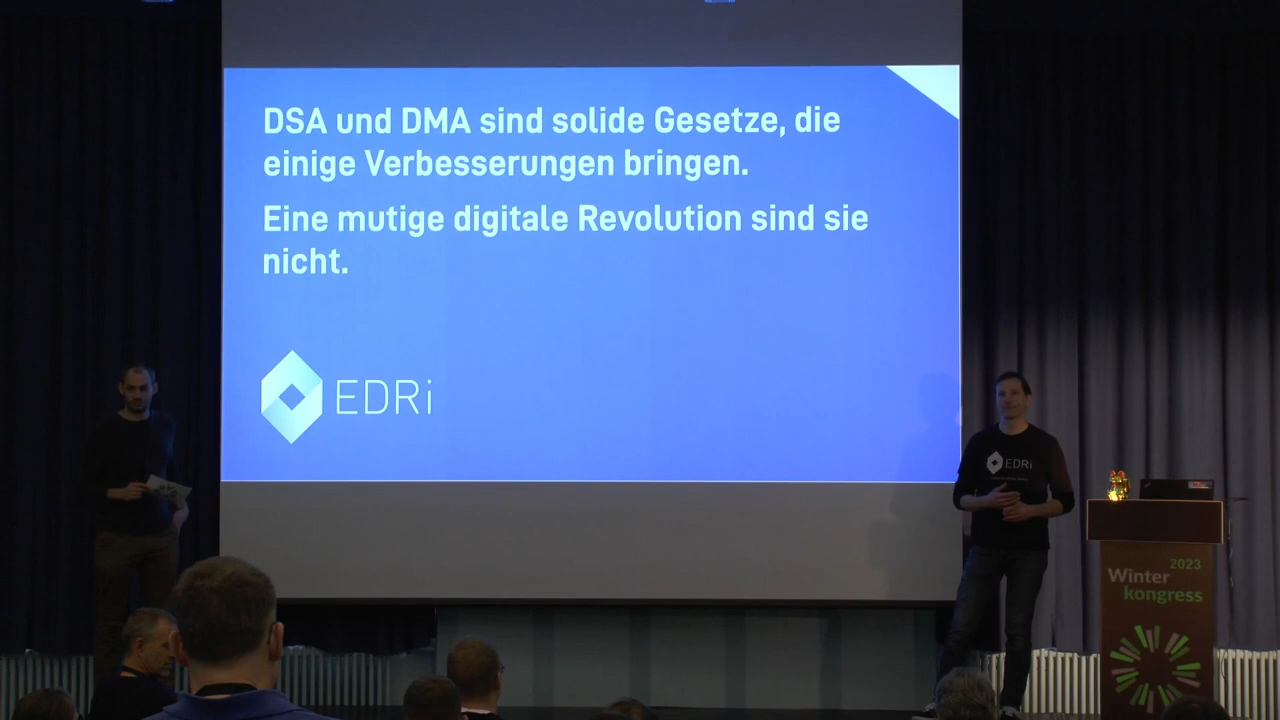 DSA und DMA sind solide Gesetze, die
einige Verbesserungen bringen.
Eine mutige digitale Revolution sind sie
nicht.
EDRi
EDRi
2023
Winter
kongress